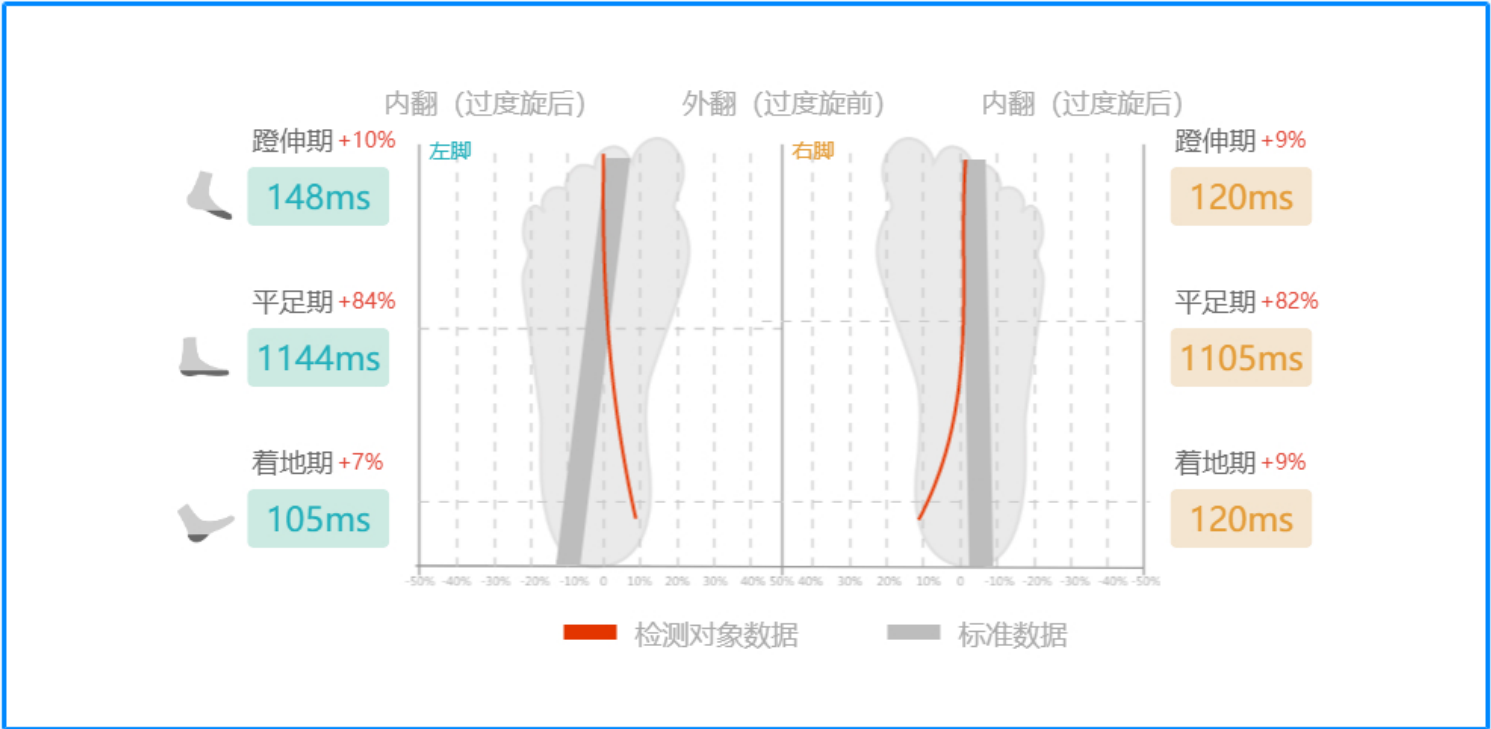 内翻（过度旋后） 外翻（过度旋前） 内翻（过度旋后）
蹬伸期 +10%
148ms
平足期 +84%
1144ms
着地期 +7%
105ms
左脚
右脚
蹬伸期 +9%
120ms
平足期 +82%
1105ms
着地期 +9%
120ms
-50% -40% -30% -20% -10% 0 10% 20% 30% 40% 50% 40% 30% 20% 10% 0 -10% -20% -30% -40% -50%
检测对象数据 标准数据